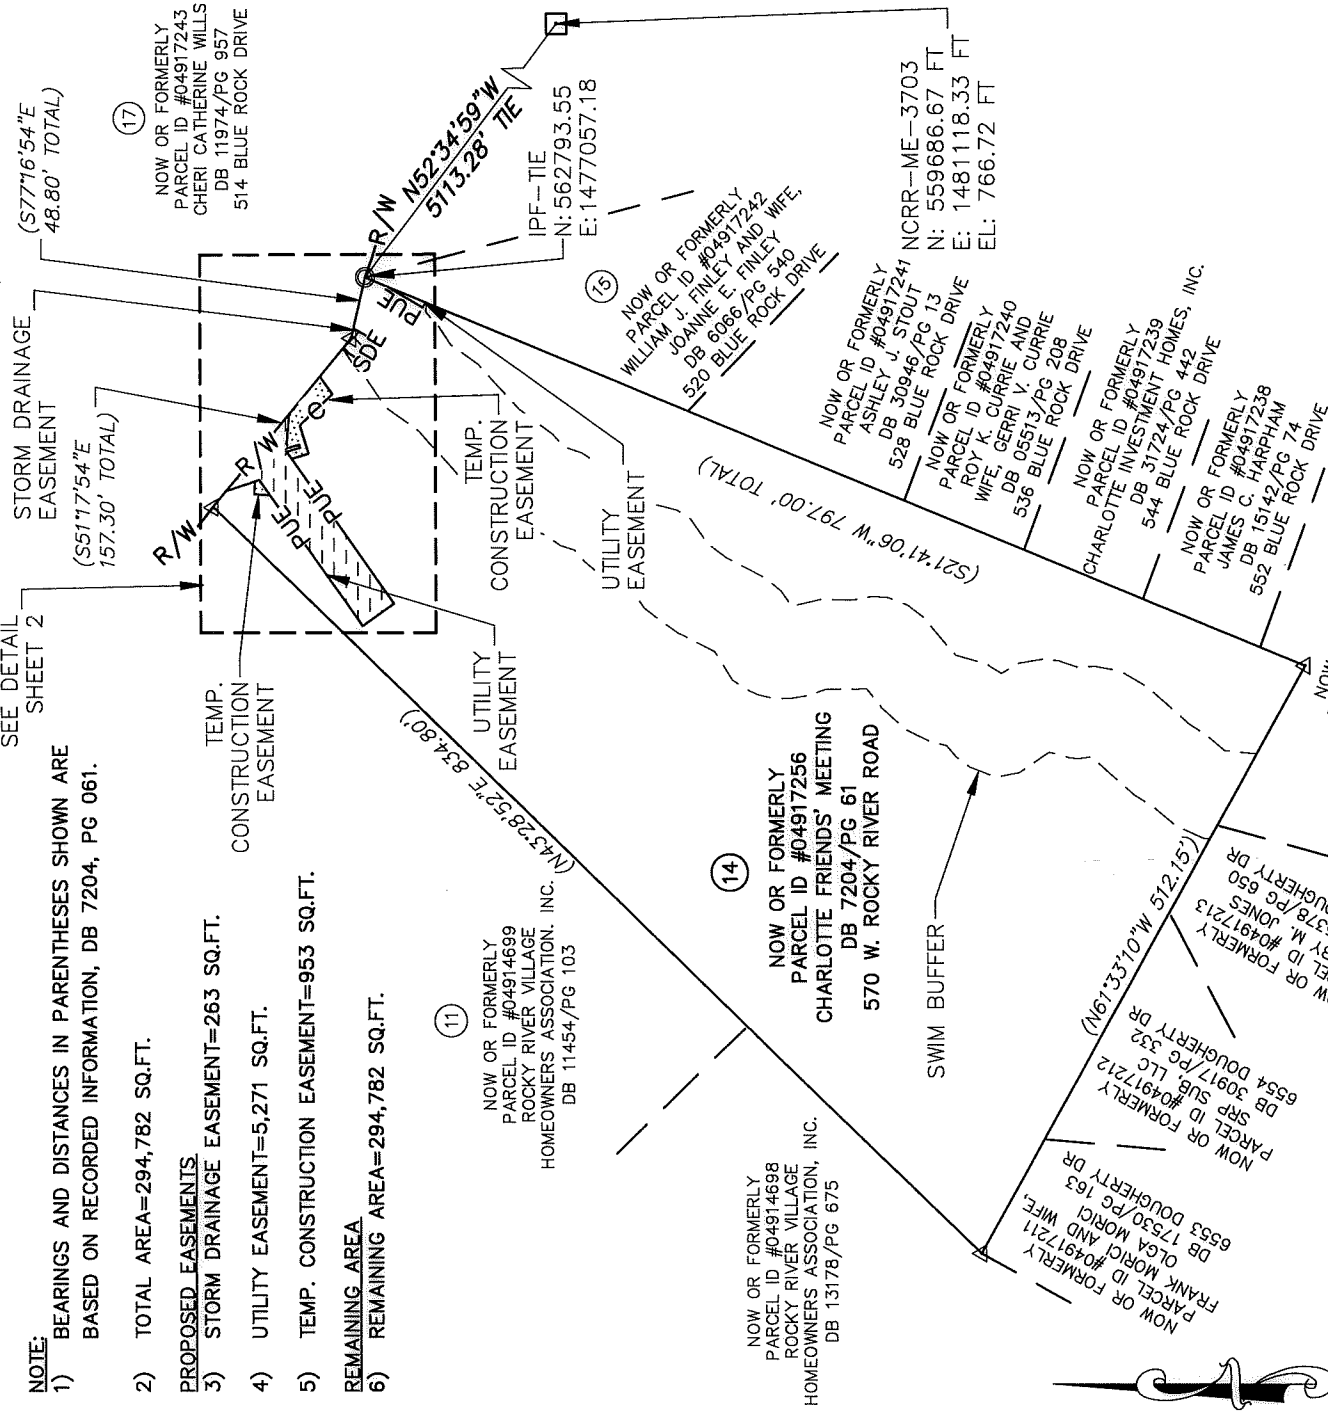 SEE DETAIL
SHEET 2
STORM DRAINAGE
EASEMENT
(S77°16'54"E
48.80' TOTAL)
(S51°17'54"E
157.30' TOTAL)
17
NOW OR FORMERLY
PARCEL ID #04917243
CHERI CATHERINE WILLS
DB 11974/PG 957
514 BLUE ROCK DRIVE
R/W
R/W
R/W
N52°34'59"W
5113.28' TIE
IPF-TIE
N: 562793.55
E:1477057.18
NCRR-ME-3703
N: 559686.67 FT
E: 1481118.33 FT
EL: 766.72 FT
PUE
SDE
PUE
PUE
TEMP.
CONSTRUCTION
EASEMENT
UTILITY
EASEMENT
TEMP.
CONSTRUCTION
EASEMENT
UTILITY
EASEMENT
NOTE:
1) BEARINGS AND DISTANCES IN PARENTHESES SHOWN ARE
BASED ON RECORDED INFORMATION, DB 7204, PG 061.
2) TOTAL AREA=294,782 SQ.FT.
PROPOSED EASEMENTS
3) STORM DRAINAGE EASEMENT=263 SQ.FT.
4) UTILITY EASEMENT=5,271 SQ.FT.
5) TEMP. CONSTRUCTION EASEMENT=953 SQ.FT.
REMAINING AREA
6) REMAINING AREA=294,782 SQ.FT.
15
NOW OR FORMERLY
PARCEL ID #04917242
WILLIAM J. FINLEY AND WIFE,
JOANNE E. FINLEY
DB 6066/PG 540
520 BLUE ROCK DRIVE
NOW OR FORMERLY
PARCEL ID #04917241
ASHLEY J. STOUT
DB 30946/PG 13
528 BLUE ROCK DRIVE
NOW OR FORMERLY
PARCEL ID #04917240
ROY K. CURRIE AND
WIFE, GERRI V. CURRIE
DB 05513/PG 208
536 BLUE ROCK DRIVE
NOW OR FORMERLY
PARCEL ID #04917239
CHARLOTTE INVESTMENT HOMES, INC.
DB 31724/PG 442
544 BLUE ROCK DRIVE
NOW OR FORMERLY
PARCEL ID #04917238
JAMES C. HARPHAM
DB 15142/PG 74
552 BLUE ROCK DRIVE
NOW
(S21°41'06"W 797.00' TOTAL)
(N43°28'52"E 834.80')
14
NOW OR FORMERLY
PARCEL ID #04917256
CHARLOTTE FRIENDS' MEETING
DB 7204/PG 61
570 W. ROCKY RIVER ROAD
SWIM BUFFER
11
NOW OR FORMERLY
PARCEL ID #04914699
ROCKY RIVER VILLAGE
HOMEOWNERS ASSOCIATION, INC.
DB 11454/PG 103
NOW OR FORMERLY
PARCEL ID #04914698
ROCKY RIVER VILLAGE
HOMEOWNERS ASSOCIATION, INC.
DB 13178/PG 675
(N61°33'10"W 512.15')
NOW OR FORMERLY
PARCEL ID #04917211
FRANK MORICI AND WIFE,
OLGA MORICI
DB 17530/PG 163
6553 DOUGHERTY DR
NOW OR FORMERLY
PARCEL ID #04917212
SRP SUB, LLC
DB 30917/PG 332
6554 DOUGHERTY DR
OW OR FORMERLY
CEL ID #04917213
RY M. JONES
6378/PG 650
DOUGHERTY DR